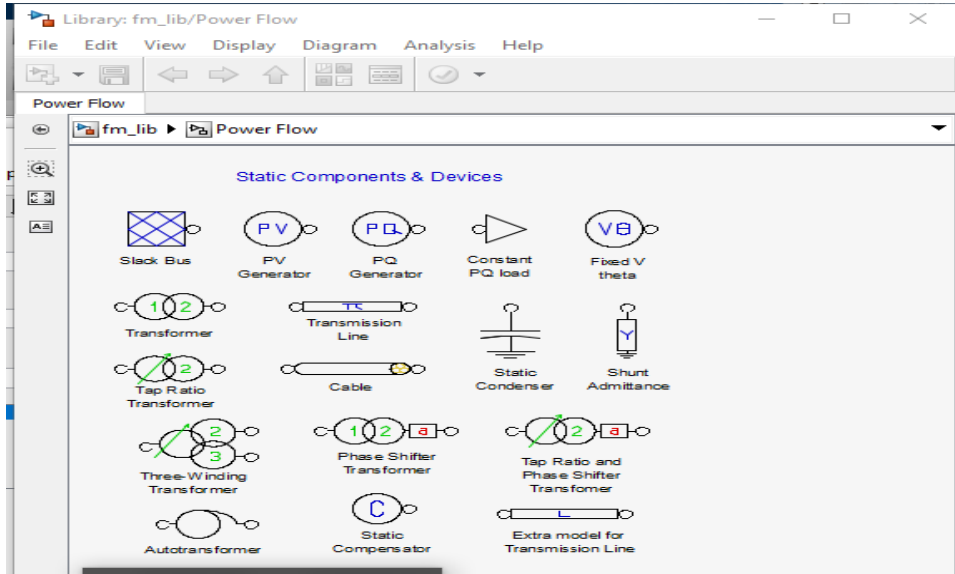 Library: fm_lib/Power Flow
File Edit View Display Diagram Analysis Help
Power Flow
fm_lib Power Flow
Static Components & Devices
PV
PQ
Vθ
Slack Bus
PV
Generator
PQ
Generator
Constant
PQ load
Fixed V
theta
1 2
Transformer
π
Transmission
Line
Static
Condenser
Y
Shunt
Admittance
2
Tap Ratio
Transformer
Cable
2
3
Three-Winding
Transformer
1 2 a
Phase Shifter
Transformer
2 a
Tap Ratio and
Phase Shifter
Transfomer
Autotransformer
C
Static
Compensator
L
Extra model for
Transmission Line